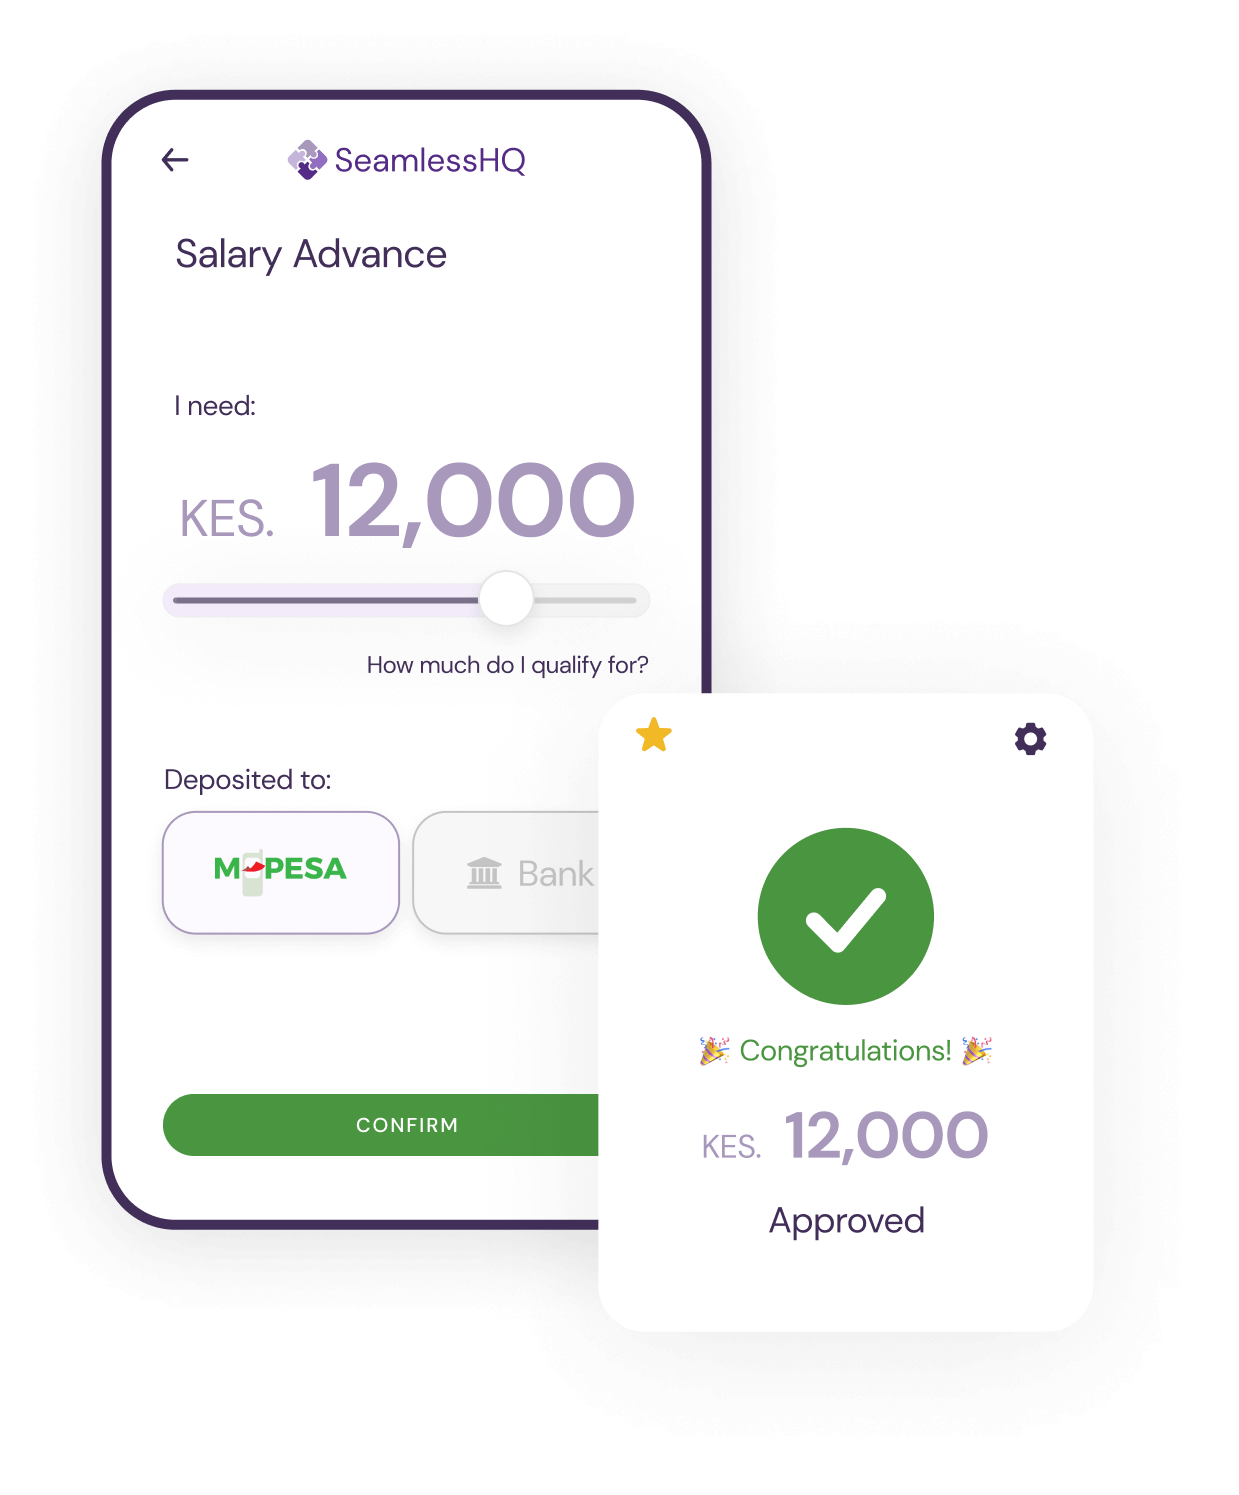 SeamlessHQ
Salary Advance
I need:
KES. 12,000
How much do I qualify for?
Deposited to:
M PESA
Bank
CONFIRM
🎉 Congratulations! 🎉
KES. 12,000
Approved